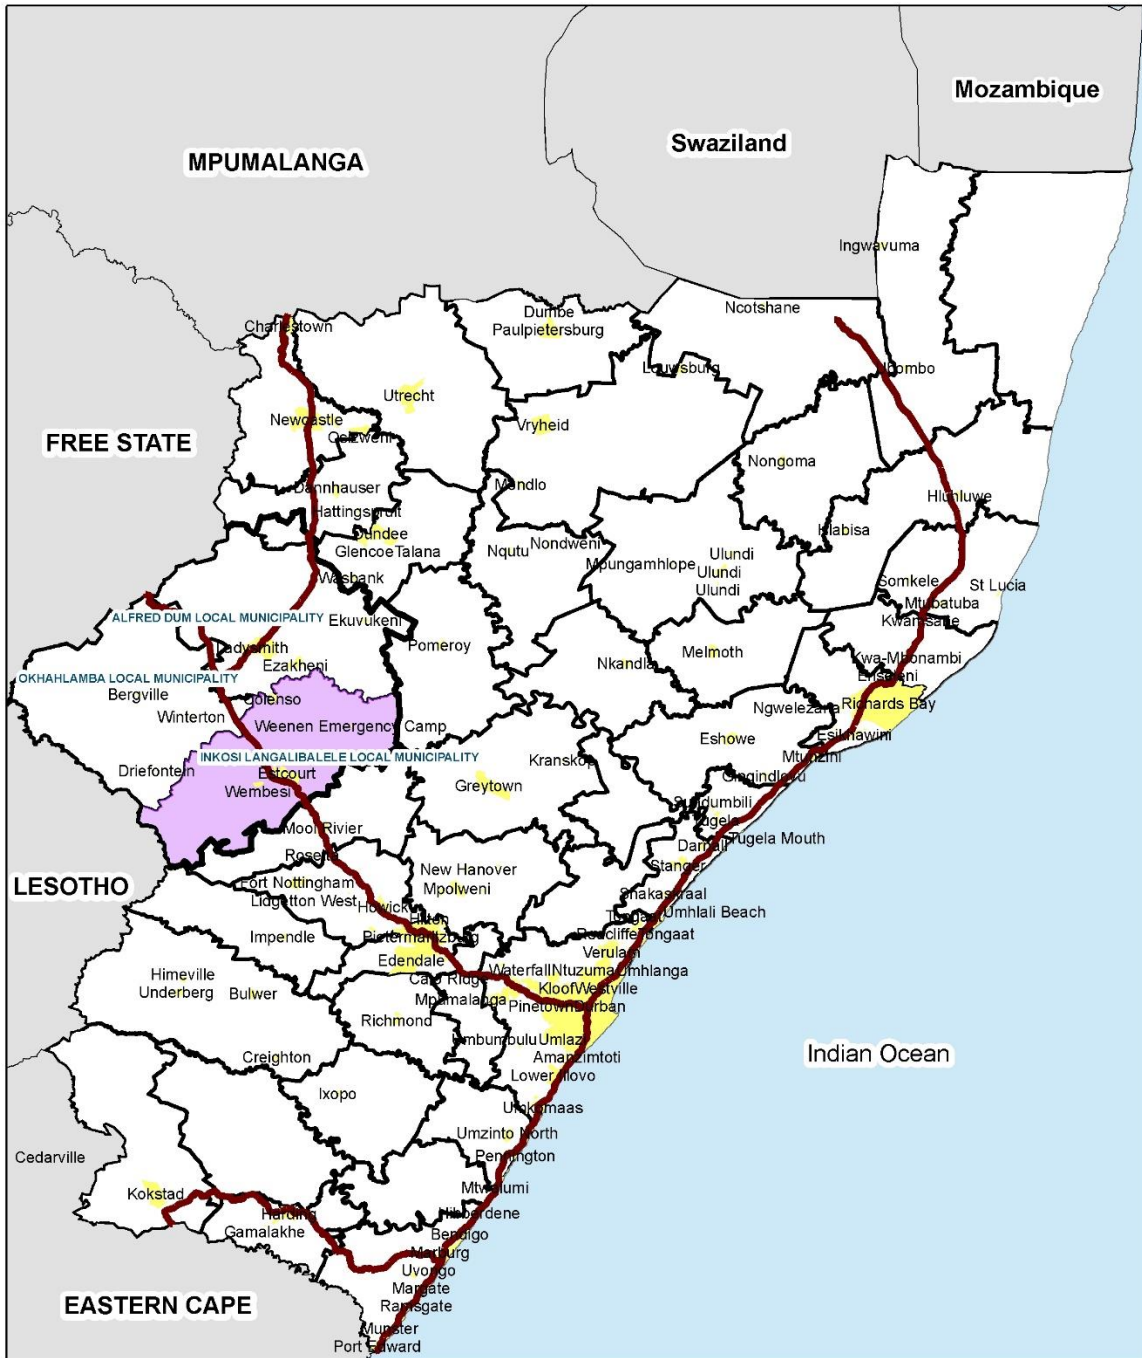 Mozambique
Swaziland
MPUMALANGA
Ingwavuma
Ncotshane
Dumbe
Paulpietersburg
Charlestown
Louwsburg
Ubombo
Utrecht
Newcastle
Osizweni
Vryheid
FREE STATE
Nongoma
Mondlo
Dannhauser
Hluhluwe
Hattingspruit
Hlabisa
Dundee
Glencoe
Talana
Nqutu
Nondweni
Mpungamhlope
Ulundi
Ulundi
Ulundi
Wasbank
Somkele
St Lucia
Mtubatuba
ALFRED DUM LOCAL MUNICIPALITY
Ekuvukeni
Kwamsane
Ladysmith
Pomeroy
Ezakheni
Nkandla
Melmoth
Kwa-Mbonambi
OKHAHLAMBA LOCAL MUNICIPALITY
Enseleni
Bergville
Colenso
Ngwelezana
Richards Bay
Winterton
Weenen Emergency Camp
Esikhawini
Eshowe
INKOSI LANGALIBALELE LOCAL MUNICIPALITY
Mtunzini
Kranskop
Driefontein
Estcourt
Gingindlovu
Wembesi
Greytown
Sundumbili
Tugela
Mooi Rivier
Tugela Mouth
Darnall
Rosetta
Stanger
New Hanover
LESOTHO
Fort Nottingham
Mpolweni
Lidgetton West
Shakaskraal
Howick
Umhlali Beach
Hilton
Tongaat
Impendle
Pietermaritzburg
Redcliffe
Tongaat
Verulam
Edendale
Waterfall
Ntuzuma
Umhlanga
Himeville
Cato Ridge
Underberg
Bulwer
Kloof
Westville
Mpumalanga
Pinetown
Durban
Richmond
Umbumbulu
Umlazi
Indian Ocean
Creighton
Amanzimtoti
Lower Illovo
Ixopo
Umkomaas
Umzinto North
Cedarville
Pennington
Kokstad
Mtwalumi
Harding
Hibberdene
Gamalakhe
Bendigo
Marburg
Uvongo
Margate
EASTERN CAPE
Ramsgate
Munster
Port Edward